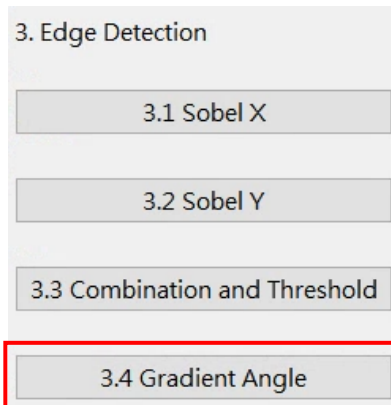 3. Edge Detection
3.1 Sobel X
3.2 Sobel Y
3.3 Combination and Threshold
3.4 Gradient Angle